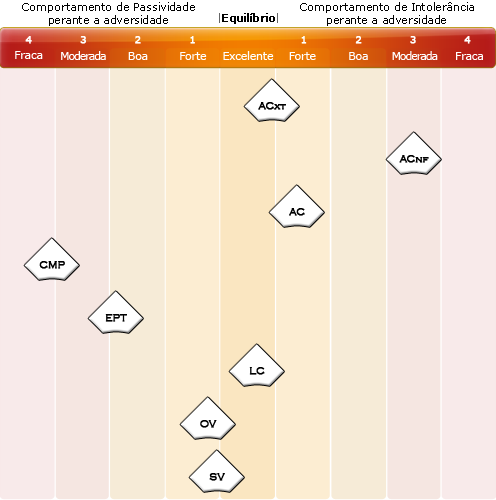 Comportamento de Passividade
perante a adversidade
|Equilíbrio|
Comportamento de Intolerância
perante a adversidade
4 3 2 1 1 2 3 4
Fraca Moderada Boa Forte Excelente Forte Boa Moderada Fraca
ACXT
ACNF
AC
CMP
EPT
LC
OV
SV